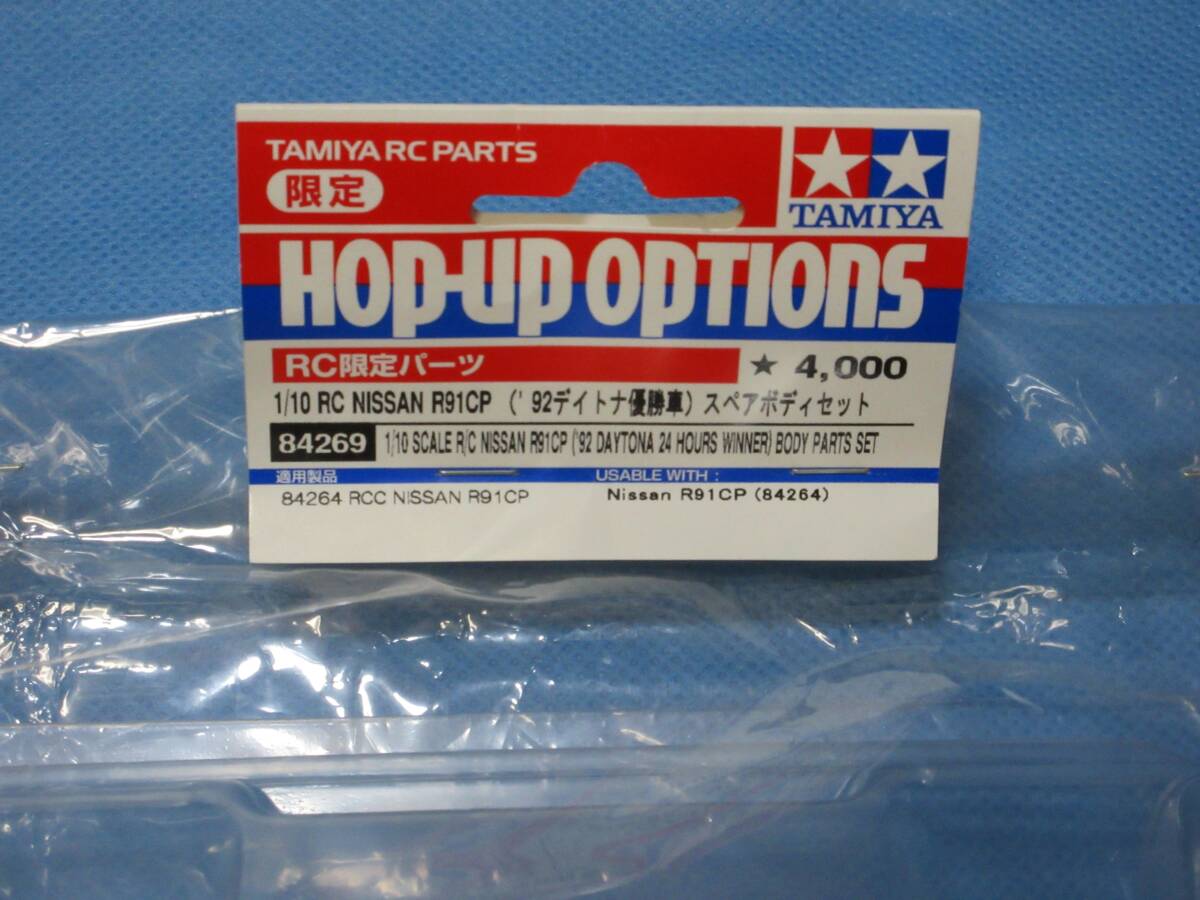 TAMIYA RC PARTS
限定
TAMIYA
HOP-UP OPTIONS
RC限定パーツ ★ 4,000
1/10 RC NISSAN R91CP ('92デイトナ優勝車) スペアボディセット
84269 1/10 SCALE R/C NISSAN R91CP ('92 DAYTONA 24 HOURS WINNER) BODY PARTS SET
適用製品 USABLE WITH :
84264 RCC NISSAN R91CP Nissan R91CP (84264)